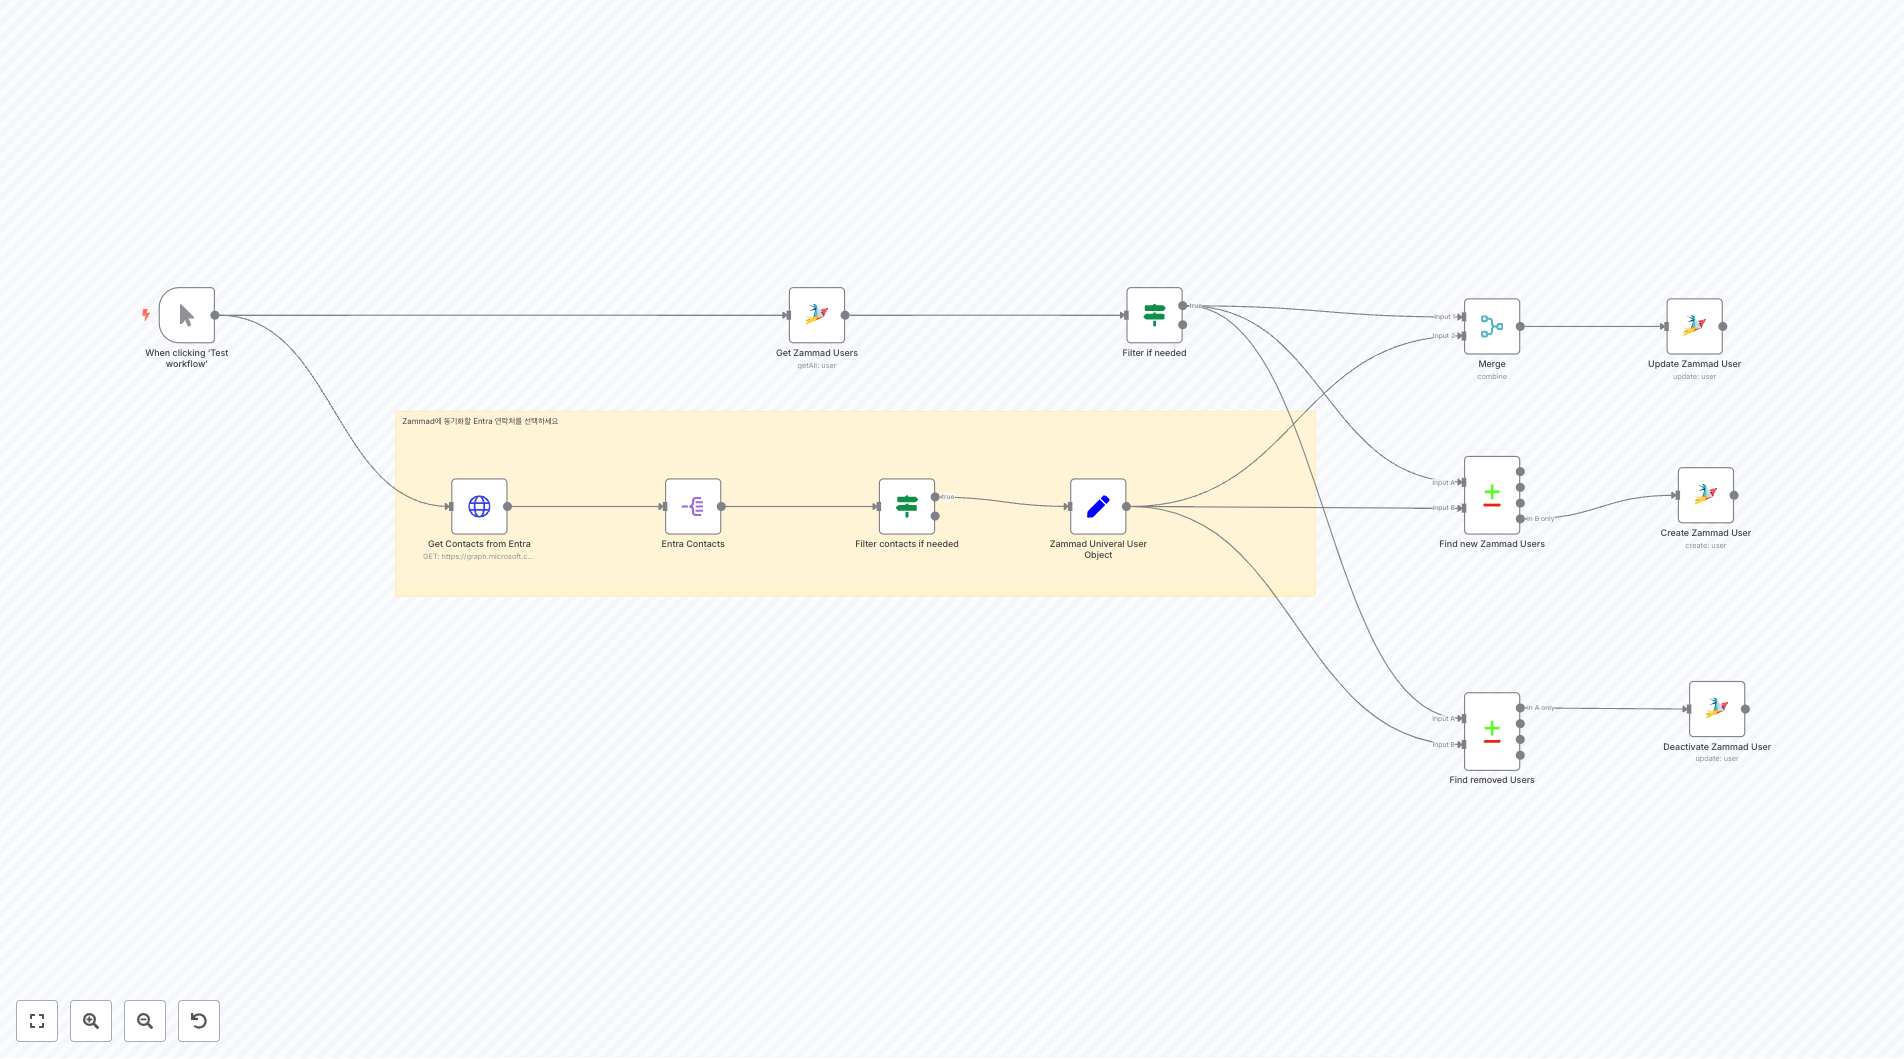 When clicking ‘Test
workflow’
Get Zammad Users
getAll: user
true
Filter if needed
Input 1
Input 2
Merge
combine
Update Zammad User
update: user
Zammad에 동기화할 Entra 연락처를 선택하세요
Get Contacts from Entra
GET: https://graph.microsoft.c...
Entra Contacts
true
Filter contacts if needed
Zammad Univeral User
Object
Input A
Input B
In B only
Find new Zammad Users
Create Zammad User
create: user
Input A
Input B
In A only
Find removed Users
Deactivate Zammad User
update: user